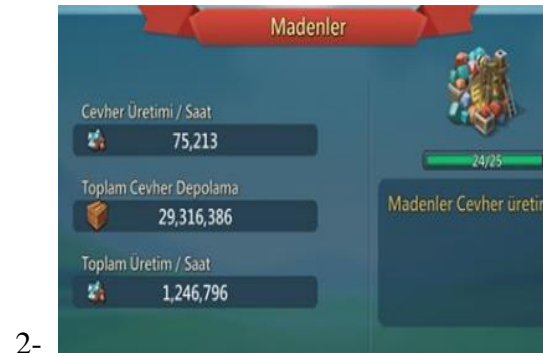 Madenler
Cevher Üretimi / Saat
75,213
24/25
Toplam Cevher Depolama
29,316,386
Madenler Cevher üretin
Toplam Üretim / Saat
1,246,796
2-